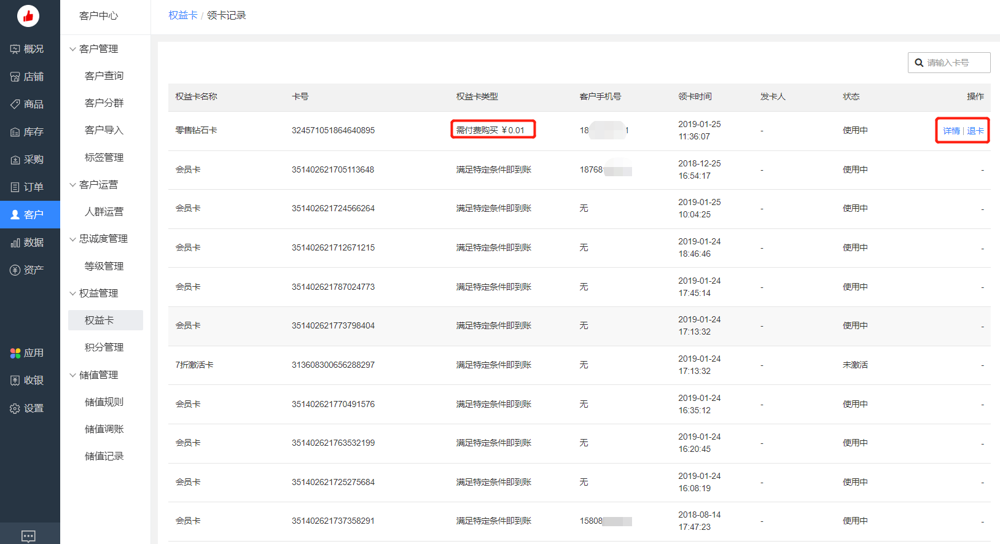 概况
店铺
商品
库存
采购
订单
客户
数据
资产
应用
收银
设置
客户中心
客户管理
客户查询
客户分群
客户导入
标签管理
客户运营
人群运营
忠诚度管理
等级管理
权益管理
权益卡
积分管理
储值管理
储值规则
储值调账
储值记录
权益卡 / 领卡记录
请输入卡号
权益卡名称 卡号 权益卡类型 客户手机号 领卡时间 发卡人 状态 操作
零售钻石卡 324571051864640895 需付费购买 ¥0.01 18 1 2019-01-25 11:36:07 - 使用中 详情 | 退卡
会员卡 351402621705113648 满足特定条件即到账 18768 2018-12-25 16:54:17 - 使用中 -
会员卡 351402621724566264 满足特定条件即到账 无 2019-01-25 10:04:25 - 使用中 -
会员卡 351402621712671215 满足特定条件即到账 无 2019-01-24 18:46:46 - 使用中 -
会员卡 351402621787024773 满足特定条件即到账 无 2019-01-24 17:45:14 - 使用中 -
会员卡 351402621773798404 满足特定条件即到账 无 2019-01-24 17:13:32 - 使用中 -
7折激活卡 313608300656288297 满足特定条件即到账 无 2019-01-24 17:13:32 - 未激活 -
会员卡 351402621770491576 满足特定条件即到账 无 2019-01-24 16:35:12 - 使用中 -
会员卡 351402621763532199 满足特定条件即到账 无 2019-01-24 16:20:45 - 使用中 -
会员卡 351402621725275684 满足特定条件即到账 无 2019-01-24 16:08:19 - 使用中 -
会员卡 351402621737358291 满足特定条件即到账 15808 2018-08-14 17:47:23 - 使用中 -